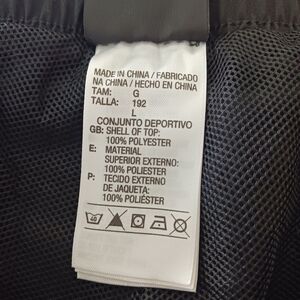 MADE IN CHINA / FABRICADO
NA CHINA / HECHO EN CHINA
TAM: G
TALLA: 192
L
CONJUNTO DEPORTIVO
GB: SHELL OF TOP:
100% POLYESTER
E: MATERIAL
SUPERIOR EXTERNO:
100% POLIÉSTER
P: TECIDO EXTERNO
DE JAQUETA:
100% POLIÉSTER
40